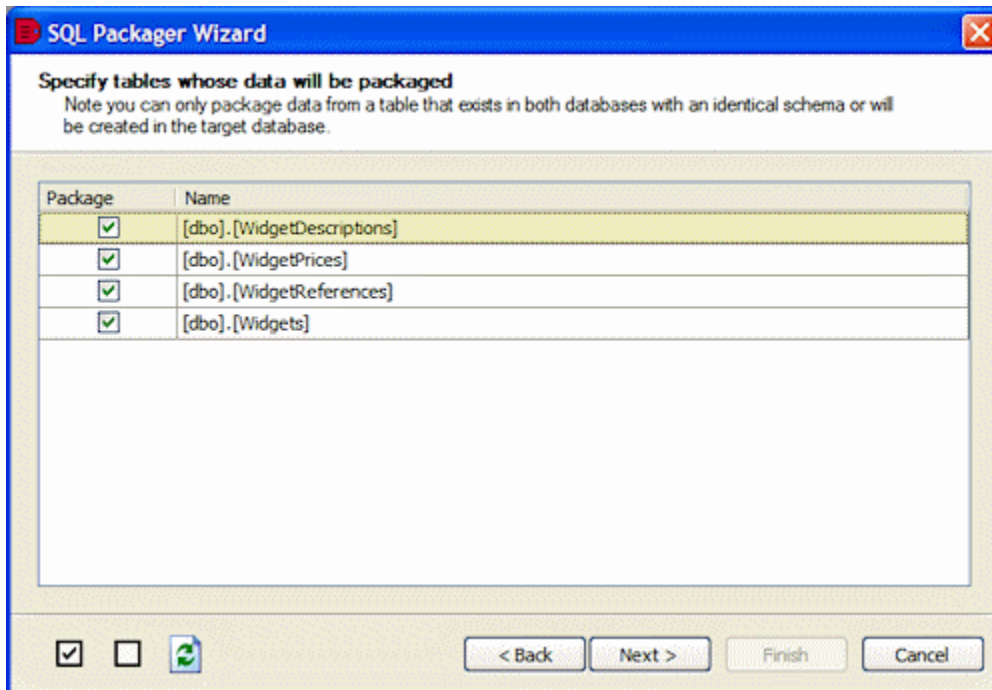 SQL Packager Wizard
Specify tables whose data will be packaged
Note you can only package data from a table that exists in both databases with an identical schema or will
be created in the target database.
Package Name
[dbo].[WidgetDescriptions]
[dbo].[WidgetPrices]
[dbo].[WidgetReferences]
[dbo].[Widgets]
< Back Next > Finish Cancel